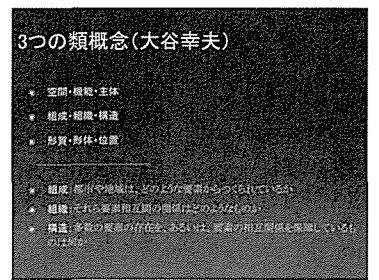 3つの類概念(大谷幸夫)
空間・機能・主体
組成・組織・構造
形質・形体・位置
組成:都市や地域は、どのような要素からつくられているか
組織:それら要素相互間の関係はどのようなものか
構造:多数の要素の存在を、あるいは、要素の相互関係を保障しているも
のは何か